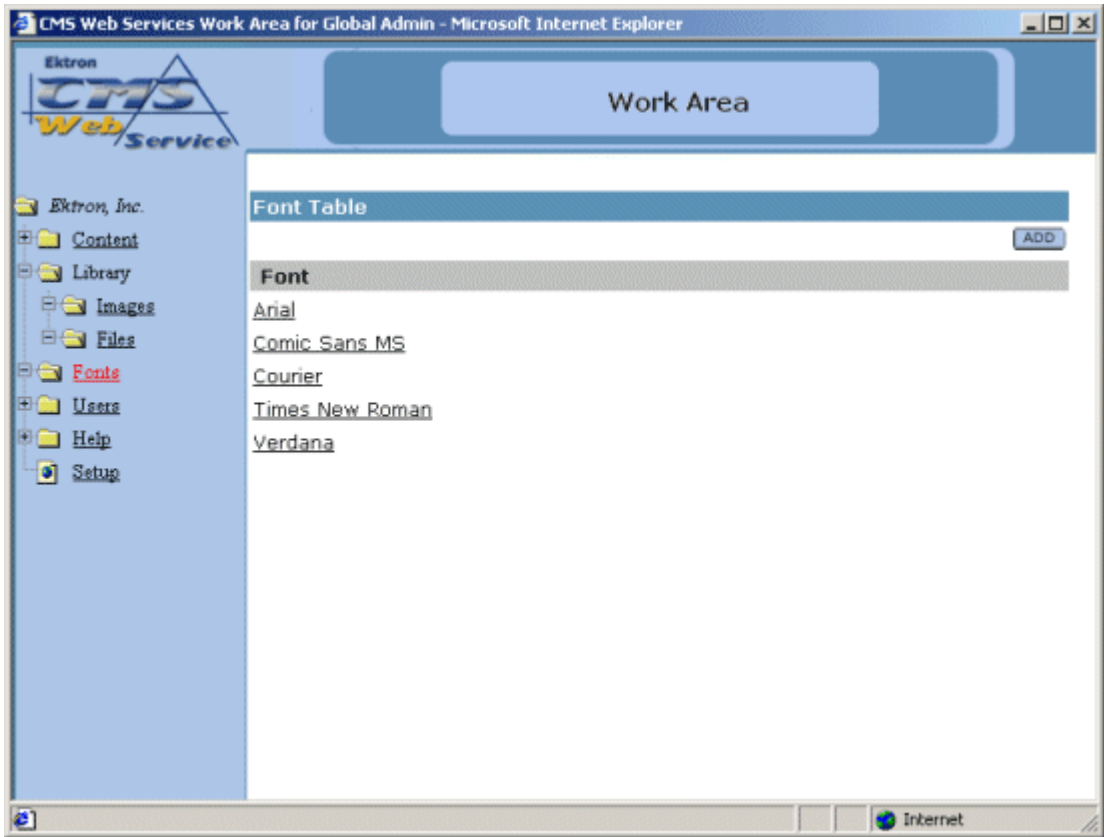 CMS Web Services Work Area for Global Admin - Microsoft Internet Explorer
Ektron
CMS
Web
Service
Work Area
Ektron, Inc.
Content
Library
Images
Files
Fonts
Users
Help
Setup
Font Table
ADD
Font
Arial
Comic Sans MS
Courier
Times New Roman
Verdana
Internet